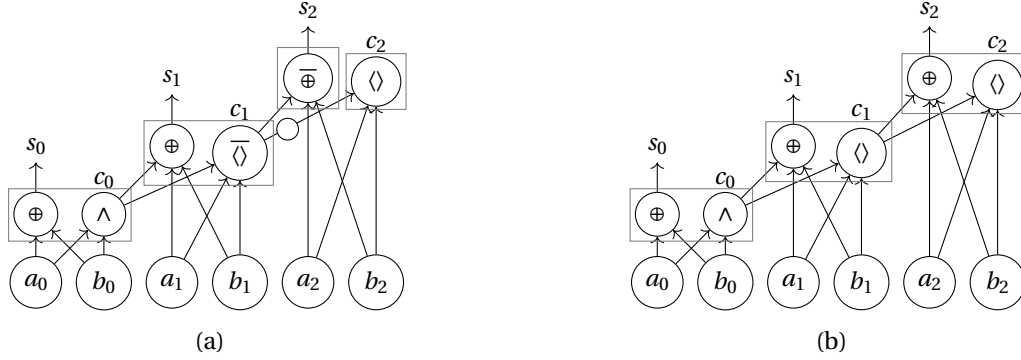 s₂ s₂
⊕̅ c₂ ⟨⟩ ⊕ c₂ ⟨⟩
s₁ s₁
⊕ c₁ ⟨⟩̅ ⊕ c₁ ⟨⟩
s₀ s₀
⊕ c₀ ∧ ⊕ c₀ ∧
a₀ b₀ a₁ b₁ a₂ b₂ a₀ b₀ a₁ b₁ a₂ b₂
(a) (b)